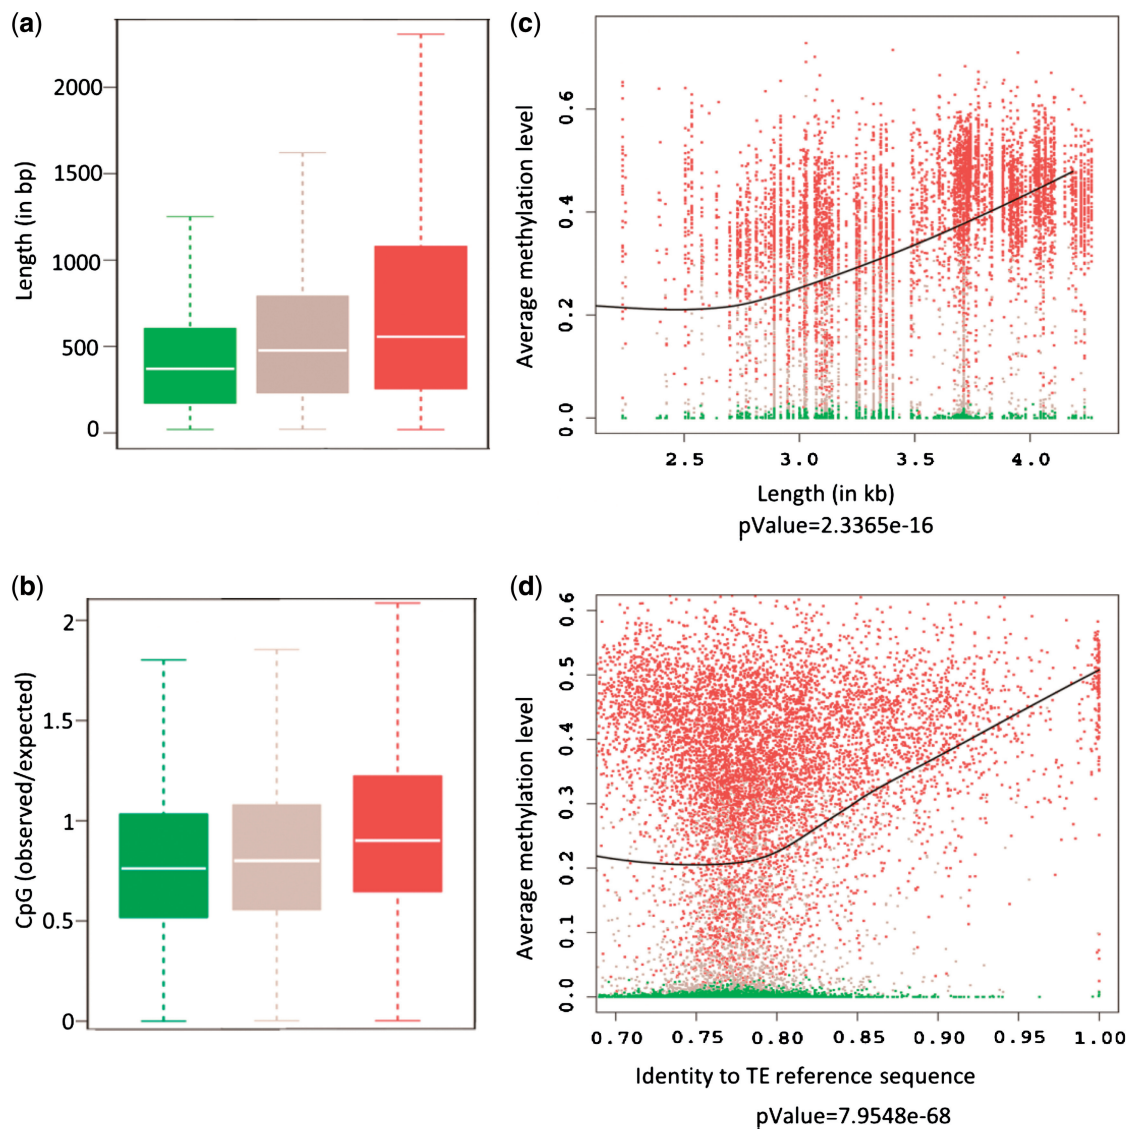 (a)
Length (in bp)
2000
1500
1000
500
0
(c)
Average methylation level
0.6
0.4
0.2
0.0
2.5 3.0 3.5 4.0
Length (in kb)
pValue=2.3365e-16
(b)
CpG (observed/expected)
2
1.5
1
0.5
0
(d)
Average methylation level
0.6
0.5
0.4
0.3
0.2
0.1
0.0
0.70 0.75 0.80 0.85 0.90 0.95 1.00
Identity to TE reference sequence
pValue=7.9548e-68